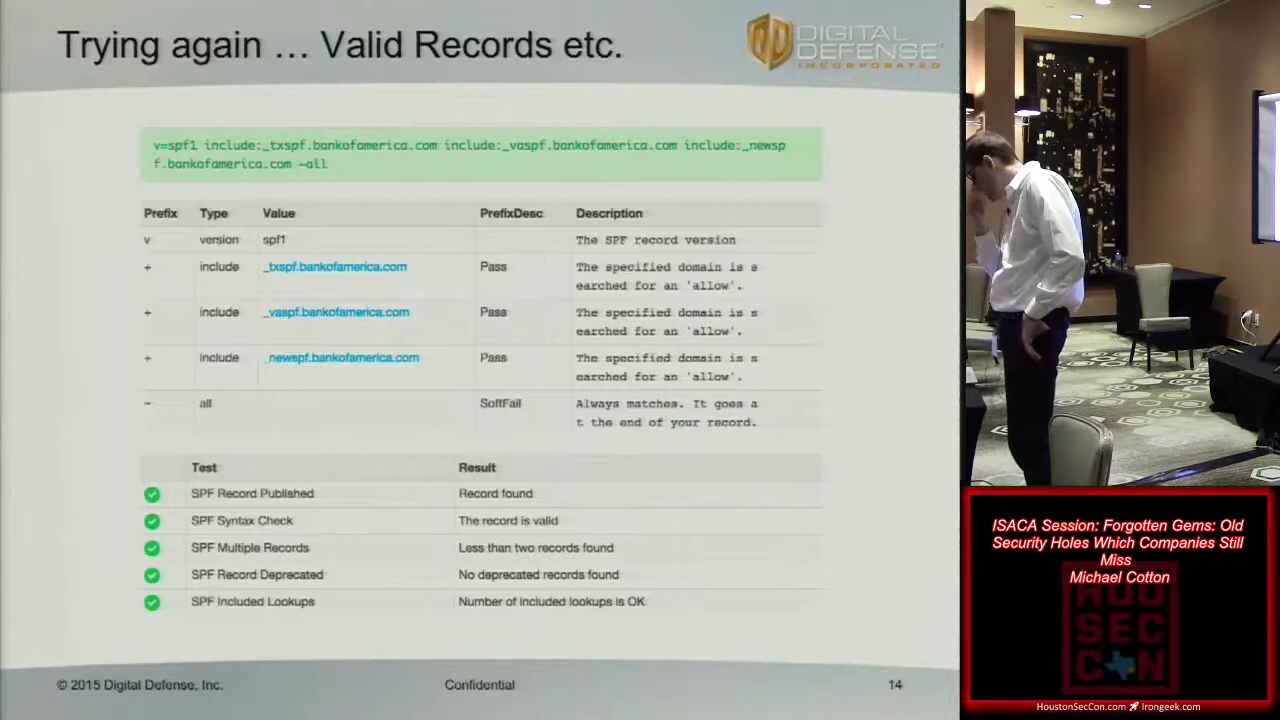 Trying again … Valid Records etc.
DIGITAL
DEFENSE
INCORPORATED
v=spf1 include:_txspf.bankofamerica.com include:_vaspf.bankofamerica.com include:_newsp
f.bankofamerica.com ~all
Prefix Type Value PrefixDesc Description
v version spf1 The SPF record version
+ include _txspf.bankofamerica.com Pass The specified domain is s
earched for an 'allow'.
+ include _vaspf.bankofamerica.com Pass The specified domain is s
earched for an 'allow'.
+ include _newspf.bankofamerica.com Pass The specified domain is s
earched for an 'allow'.
~ all SoftFail Always matches. It goes a
t the end of your record.
Test Result
SPF Record Published Record found
SPF Syntax Check The record is valid
SPF Multiple Records Less than two records found
SPF Record Deprecated No deprecated records found
SPF Included Lookups Number of included lookups is OK
© 2015 Digital Defense, Inc. Confidential 14
ISACA Session: Forgotten Gems: Old
Security Holes Which Companies Still
Miss
Michael Cotton
HOU
SEC
CON
HoustonSecCon.com Irongeek.com